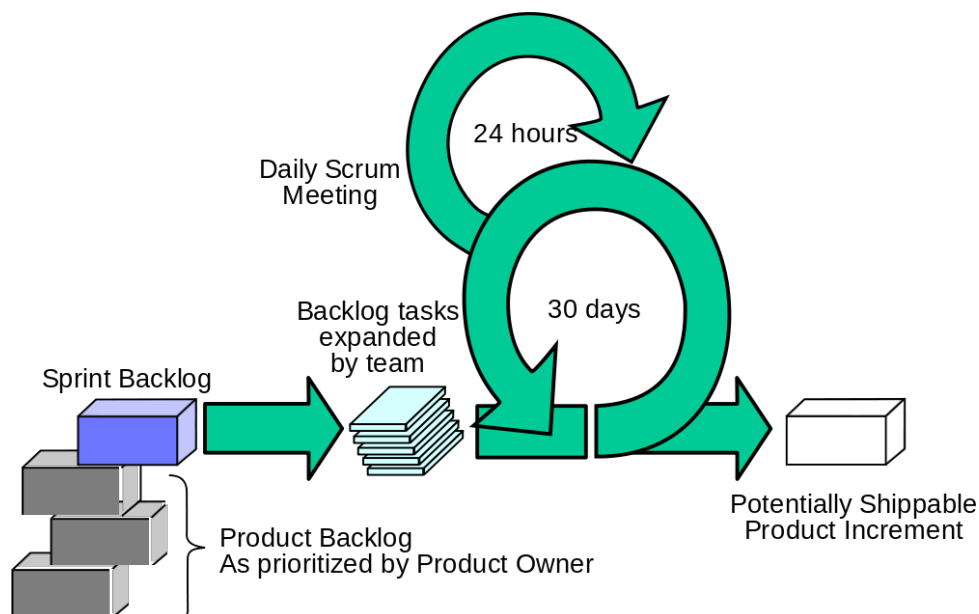 24 hours
Daily Scrum
Meeting
30 days
Backlog tasks
expanded
by team
Sprint Backlog
Potentially Shippable
Product Increment
Product Backlog
As prioritized by Product Owner